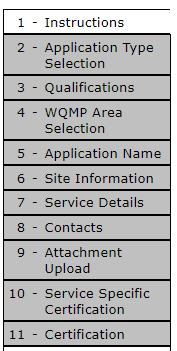 1 - Instructions
2 - Application Type
Selection
3 - Qualifications
4 - WQMP Area
Selection
5 - Application Name
6 - Site Information
7 - Service Details
8 - Contacts
9 - Attachment
Upload
10 - Service Specific
Certification
11 - Certification